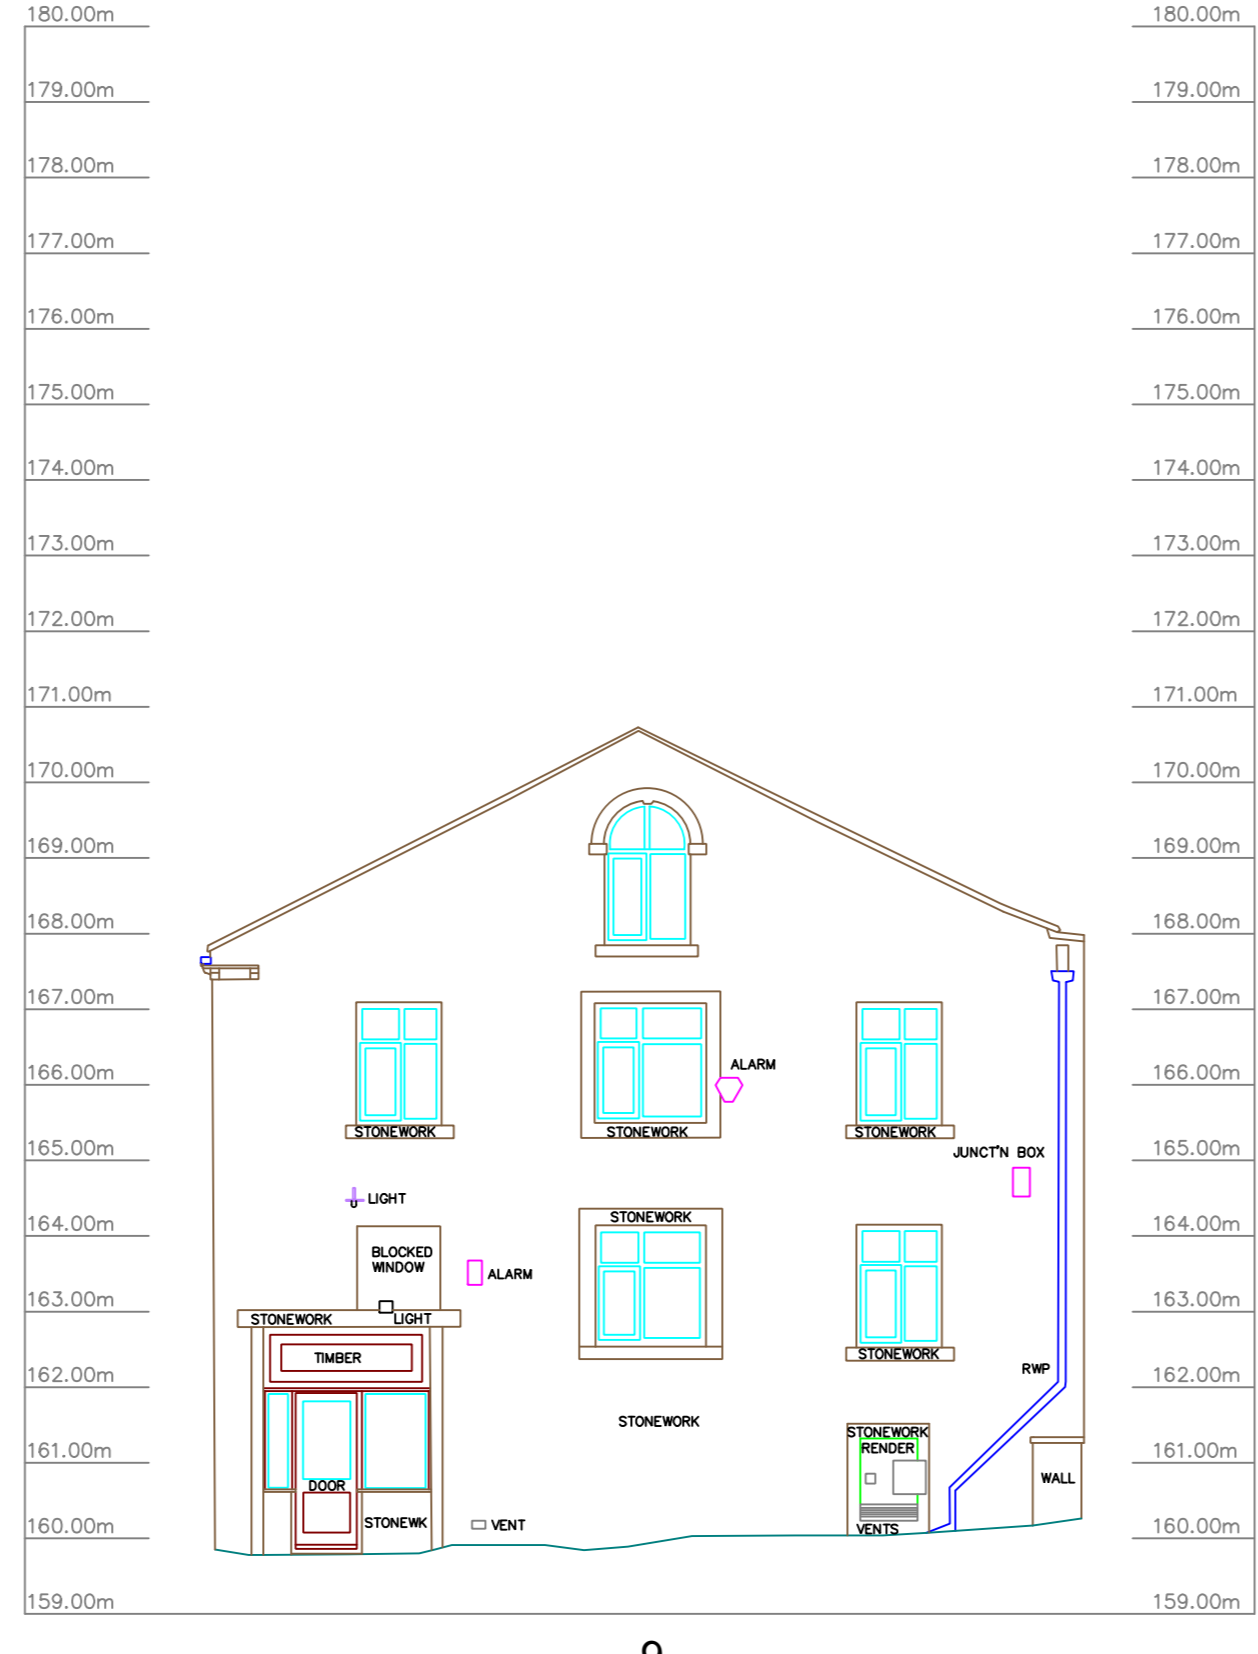 180.00m 180.00m
179.00m 179.00m
178.00m 178.00m
177.00m 177.00m
176.00m 176.00m
175.00m 175.00m
174.00m 174.00m
173.00m 173.00m
172.00m 172.00m
171.00m 171.00m
170.00m 170.00m
169.00m 169.00m
168.00m 168.00m
167.00m 167.00m
166.00m 166.00m
ALARM
STONEWORK STONEWORK STONEWORK
165.00m 165.00m
JUNCT'N BOX
LIGHT
STONEWORK
164.00m 164.00m
BLOCKED
WINDOW
ALARM
163.00m 163.00m
STONEWORK LIGHT
TIMBER
STONEWORK
RWP
162.00m 162.00m
STONEWORK
STONEWORK
RENDER
161.00m 161.00m
WALL
DOOR
STONEWK
VENT
VENTS
160.00m 160.00m
159.00m 159.00m